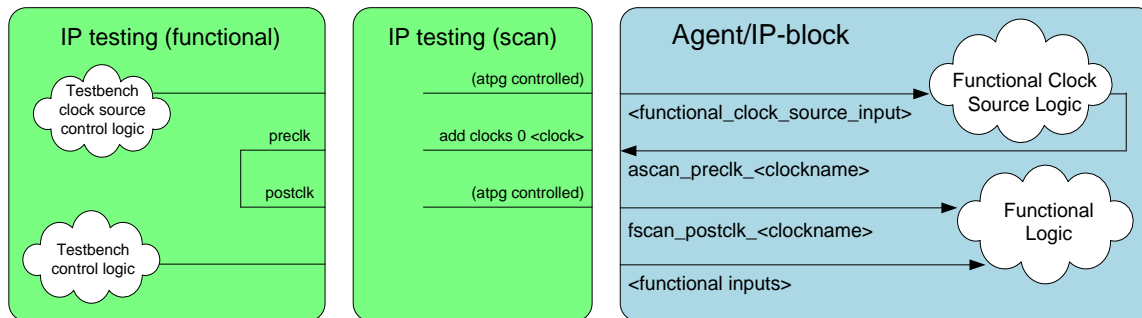 IP testing (functional)
Testbench
clock source
control logic
preclk
postclk
Testbench
control logic
IP testing (scan)
(atpg controlled)
add clocks 0 <clock>
(atpg controlled)
Agent/IP-block
Functional Clock
Source Logic
<functional_clock_source_input>
ascan_preclk_<clockname>
fscan_postclk_<clockname>
Functional
Logic
<functional inputs>